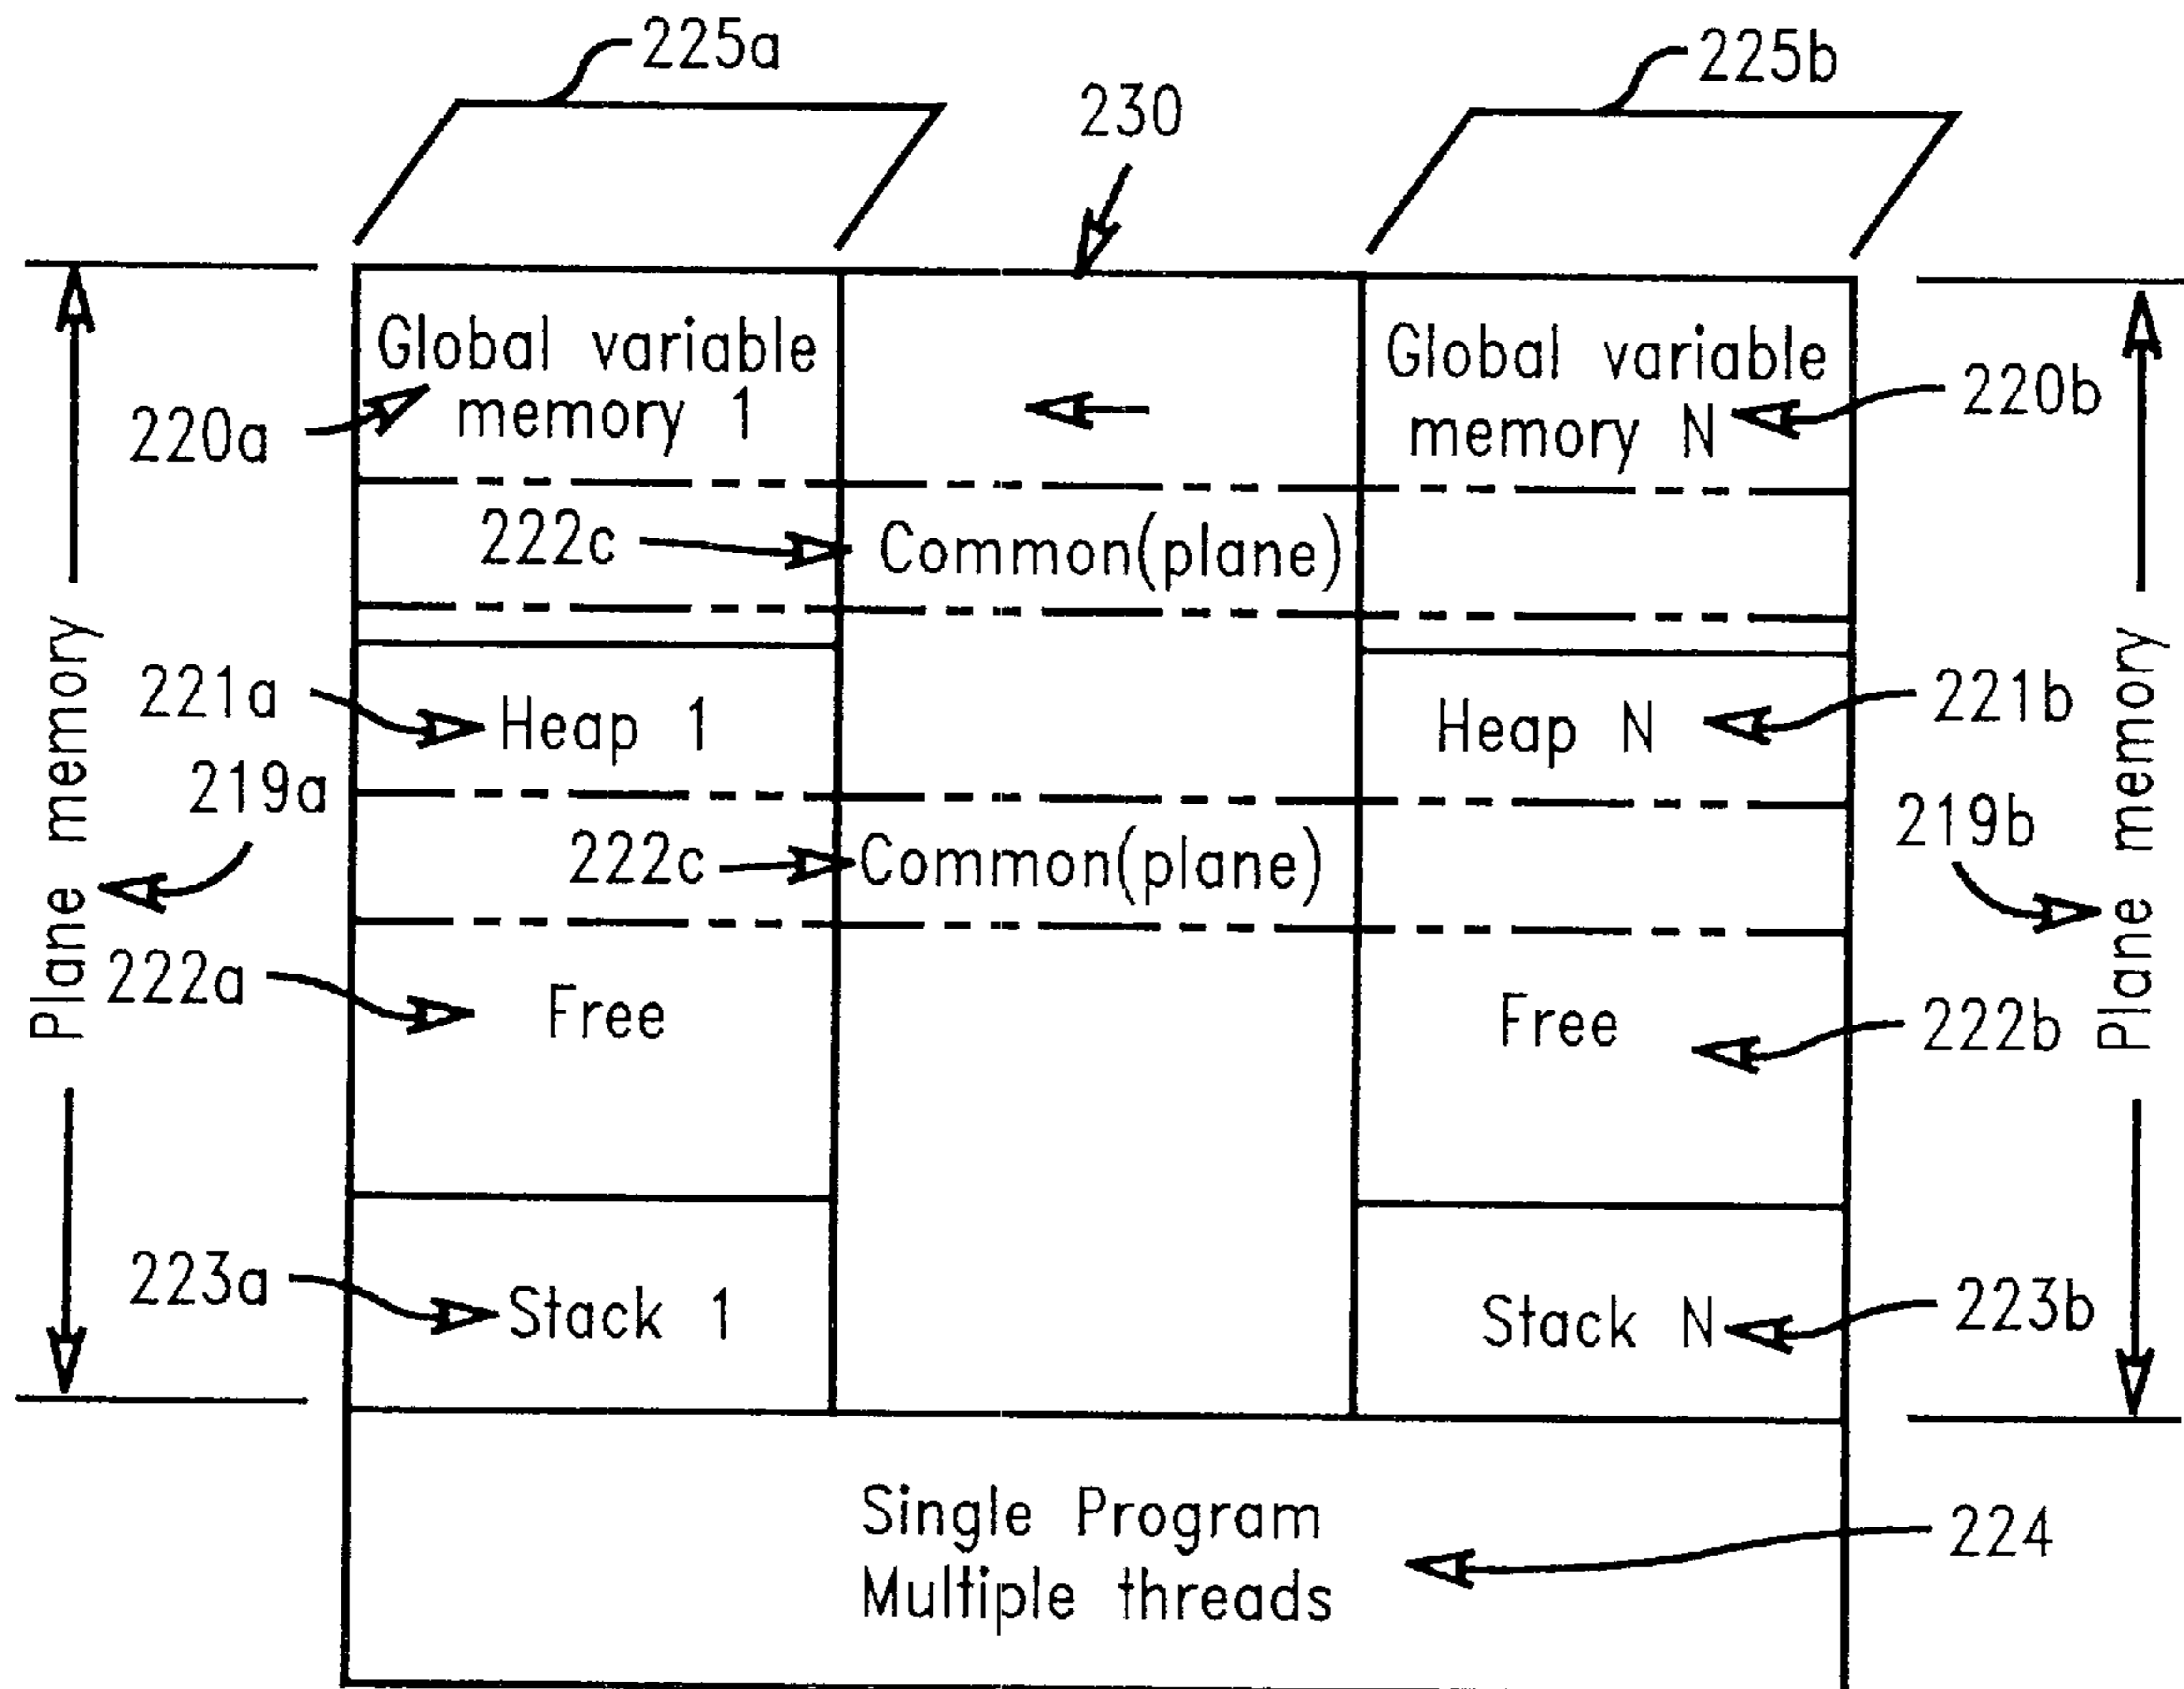 225a
225b
230
Global variable
memory 1
Global variable
memory N
220a
220b
222c
Common(plane)
Plane memory
Plane memory
221a
Heap 1
Heap N
221b
219a
219b
222c
Common(plane)
222a
Free
Free
222b
223a
Stack 1
Stack N
223b
Single Program
Multiple threads
224